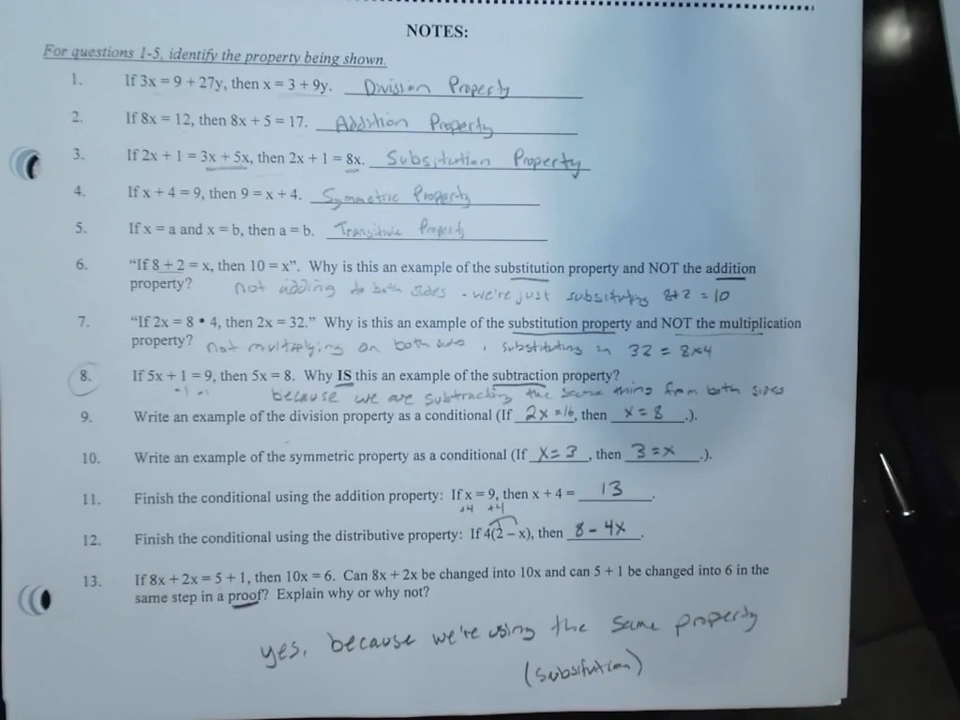 NOTES:
For questions 1-5, identify the property being shown.
1. If 3x = 9 + 27y, then x = 3 + 9y. Division Property
2. If 8x = 12, then 8x + 5 = 17. Addition Property
3. If 2x + 1 = 3x + 5x, then 2x + 1 = 8x. Subsitution Property
4. If x + 4 = 9, then 9 = x + 4. Symmetric Property
5. If x = a and x = b, then a = b. Transitive Property
6. “If 8 + 2 = x, then 10 = x”. Why is this an example of the substitution property and NOT the addition
property? not adding to both sides - we're just subsituting 8+2 = 10
7. “If 2x = 8 • 4, then 2x = 32.” Why is this an example of the substitution property and NOT the multiplication
property? not multiplying on both sides, substituting in 32 = 8x4
8. If 5x + 1 = 9, then 5x = 8. Why IS this an example of the subtraction property?
-1 -1 because we are subtracting the same thing from both sides
9. Write an example of the division property as a conditional (If 2x = 16, then x = 8.).
10. Write an example of the symmetric property as a conditional (If x = 3, then 3 = x.).
11. Finish the conditional using the addition property: If x = 9, then x + 4 = 13.
+4 +4
12. Finish the conditional using the distributive property: If 4(2 – x), then 8 - 4x.
13. If 8x + 2x = 5 + 1, then 10x = 6. Can 8x + 2x be changed into 10x and can 5 + 1 be changed into 6 in the
same step in a proof? Explain why or why not?
yes, because we're using the same property
(subsitution)